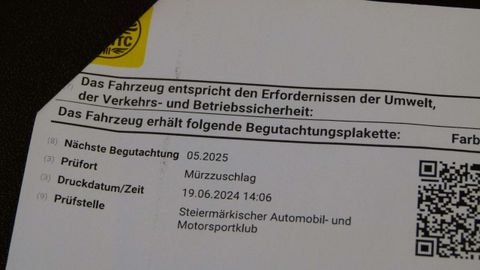 TC
Das Fahrzeug entspricht den Erfordernissen der Umwelt,
der Verkehrs- und Betriebssicherheit:
Das Fahrzeug erhält folgende Begutachtungsplakette: Farb
(8) Nächste Begutachtung 05.2025
(3) Prüfort Mürzzuschlag
(3) Druckdatum/Zeit 19.06.2024 14:06
(9) Prüfstelle Steiermärkischer Automobil- und
Motorsportklub